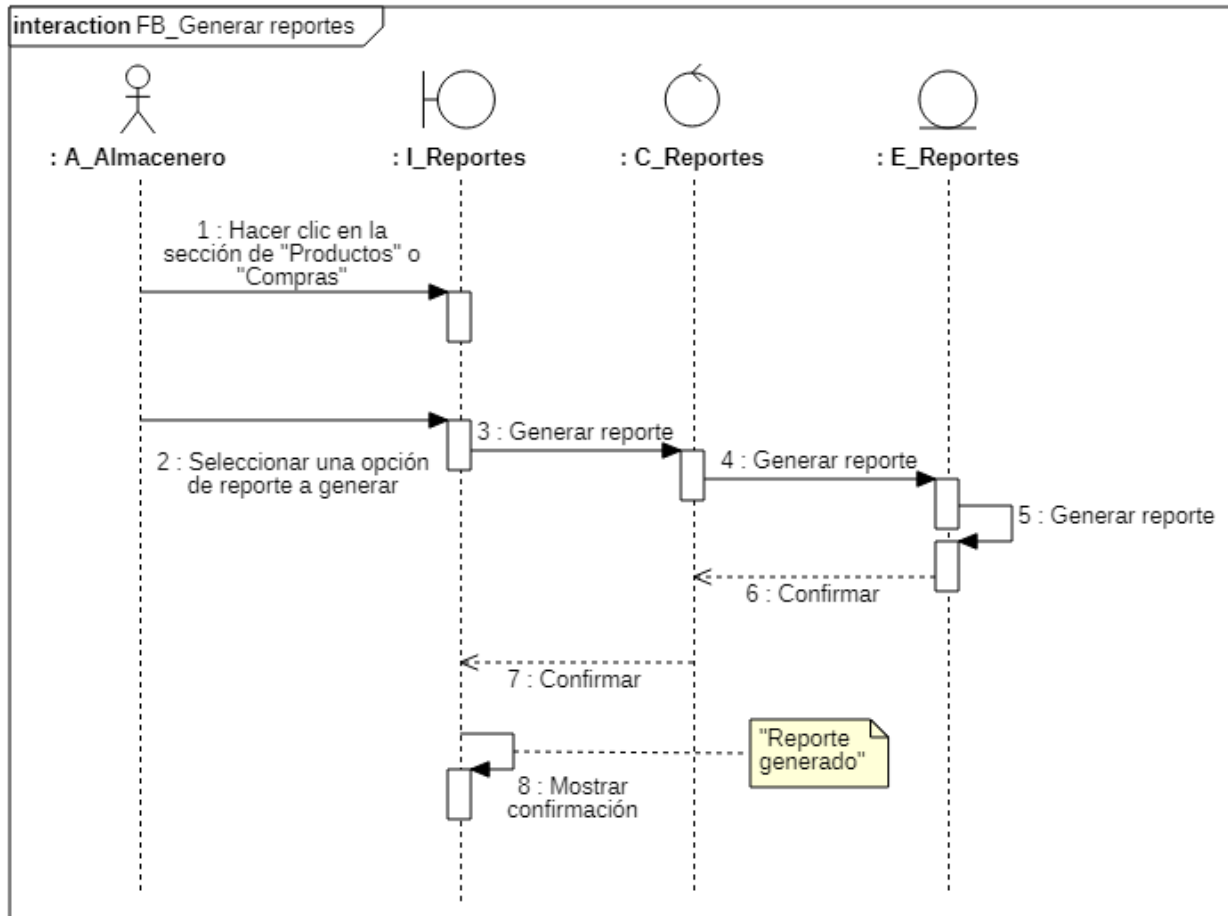 interaction FB_Generar reportes
: A_Almacenero
: I_Reportes
: C_Reportes
: E_Reportes
1 : Hacer clic en la
sección de "Productos" o
"Compras"
2 : Seleccionar una opción
de reporte a generar
3 : Generar reporte
4 : Generar reporte
5 : Generar reporte
6 : Confirmar
7 : Confirmar
"Reporte
generado"
8 : Mostrar
confirmación